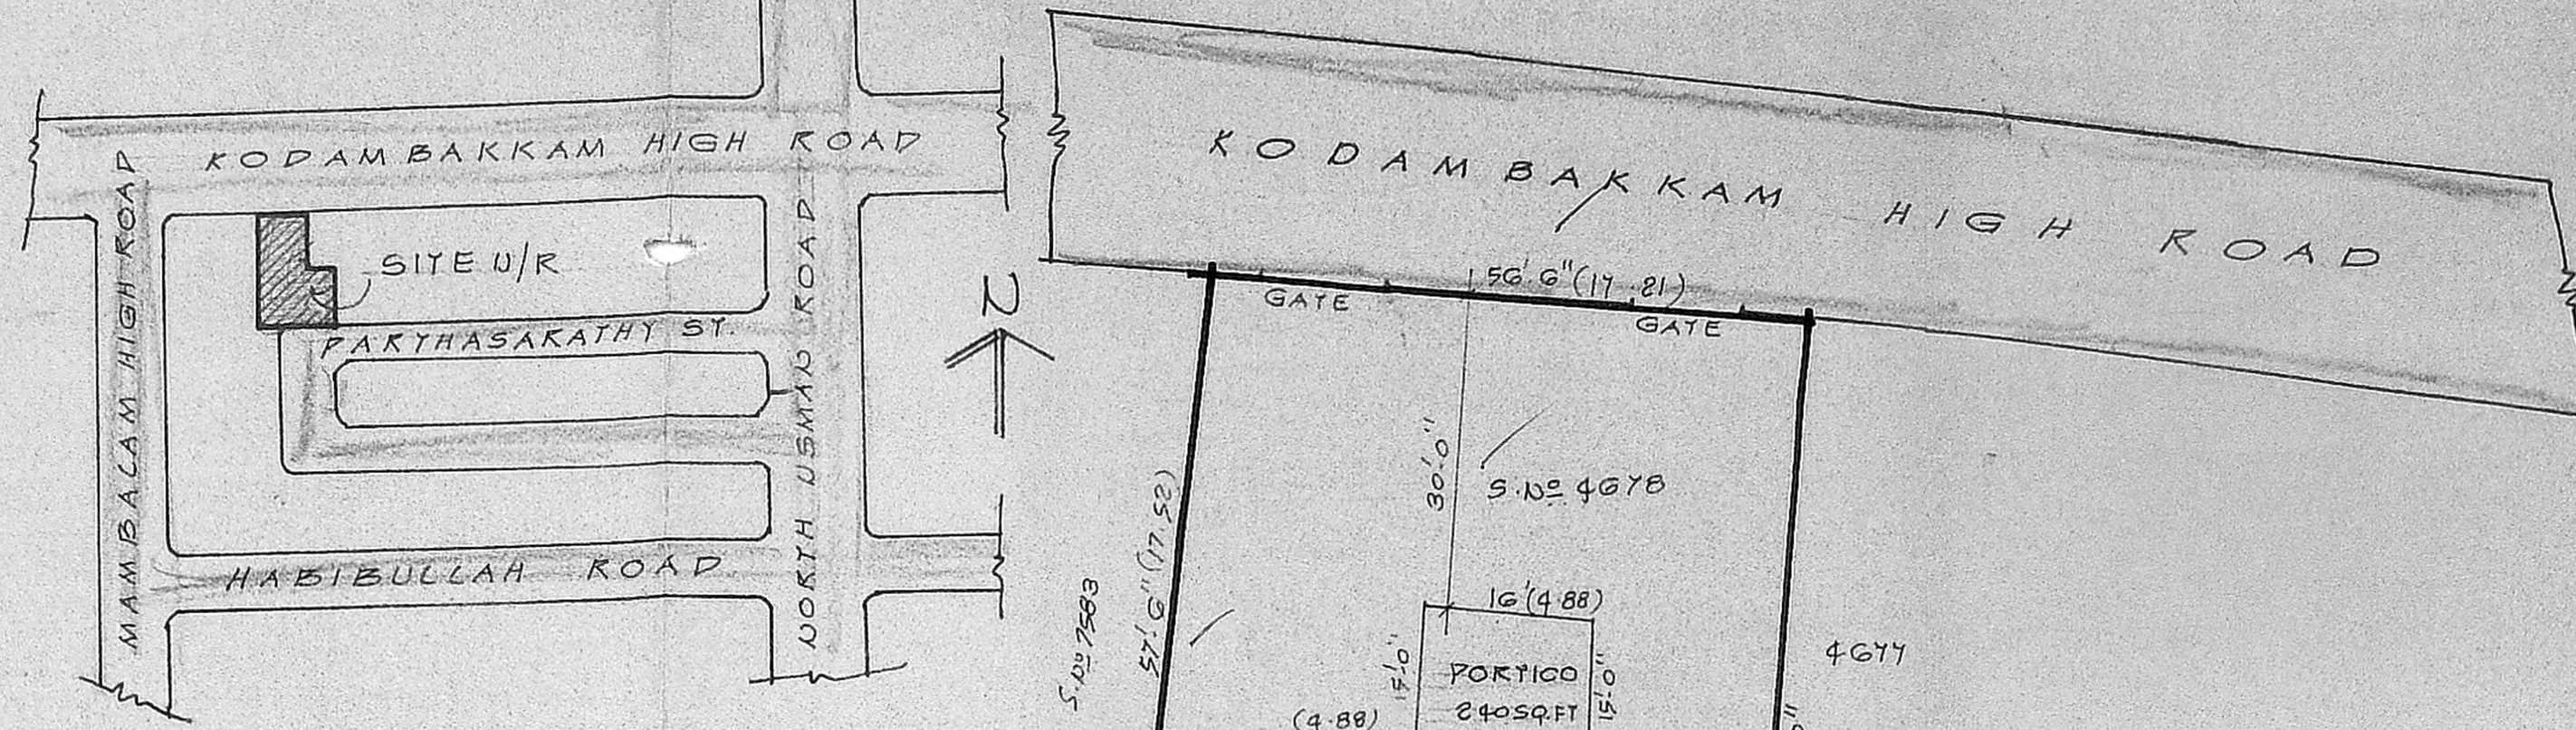 KODAMBAKKAM HIGH ROAD
MAMBALAM HIGH ROAD
SITE U/R
PARTHASARATHY ST.
NORTH USMAN ROAD
HABIBULLAH ROAD
N
KODAMBAKKAM HIGH ROAD
56'.6" (17.21)
GATE
GATE
30'-0"
S.No 4678
57'.6" (17.52)
S.No 7583
16' (4.88)
15'-0"
PORTICO
240 SQ.FT
15'-0"
(4.88)
4677